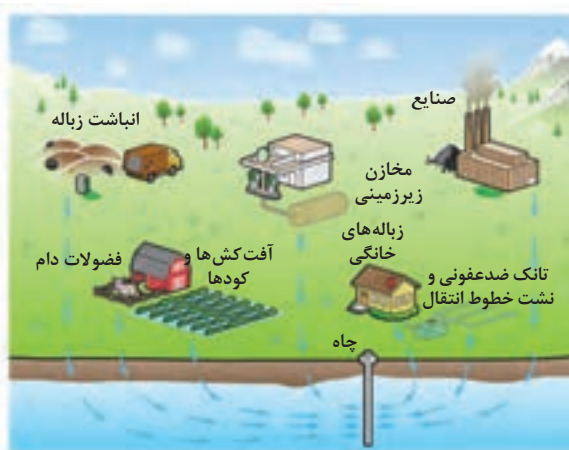 صنایع
انباشت زباله
مخازن
زیرزمینی
زباله‌های
خانگی
آفت‌کش‌ها و
کودها
فضولات دام
تانک ضدعفونی و
نشت خطوط انتقال
چاه